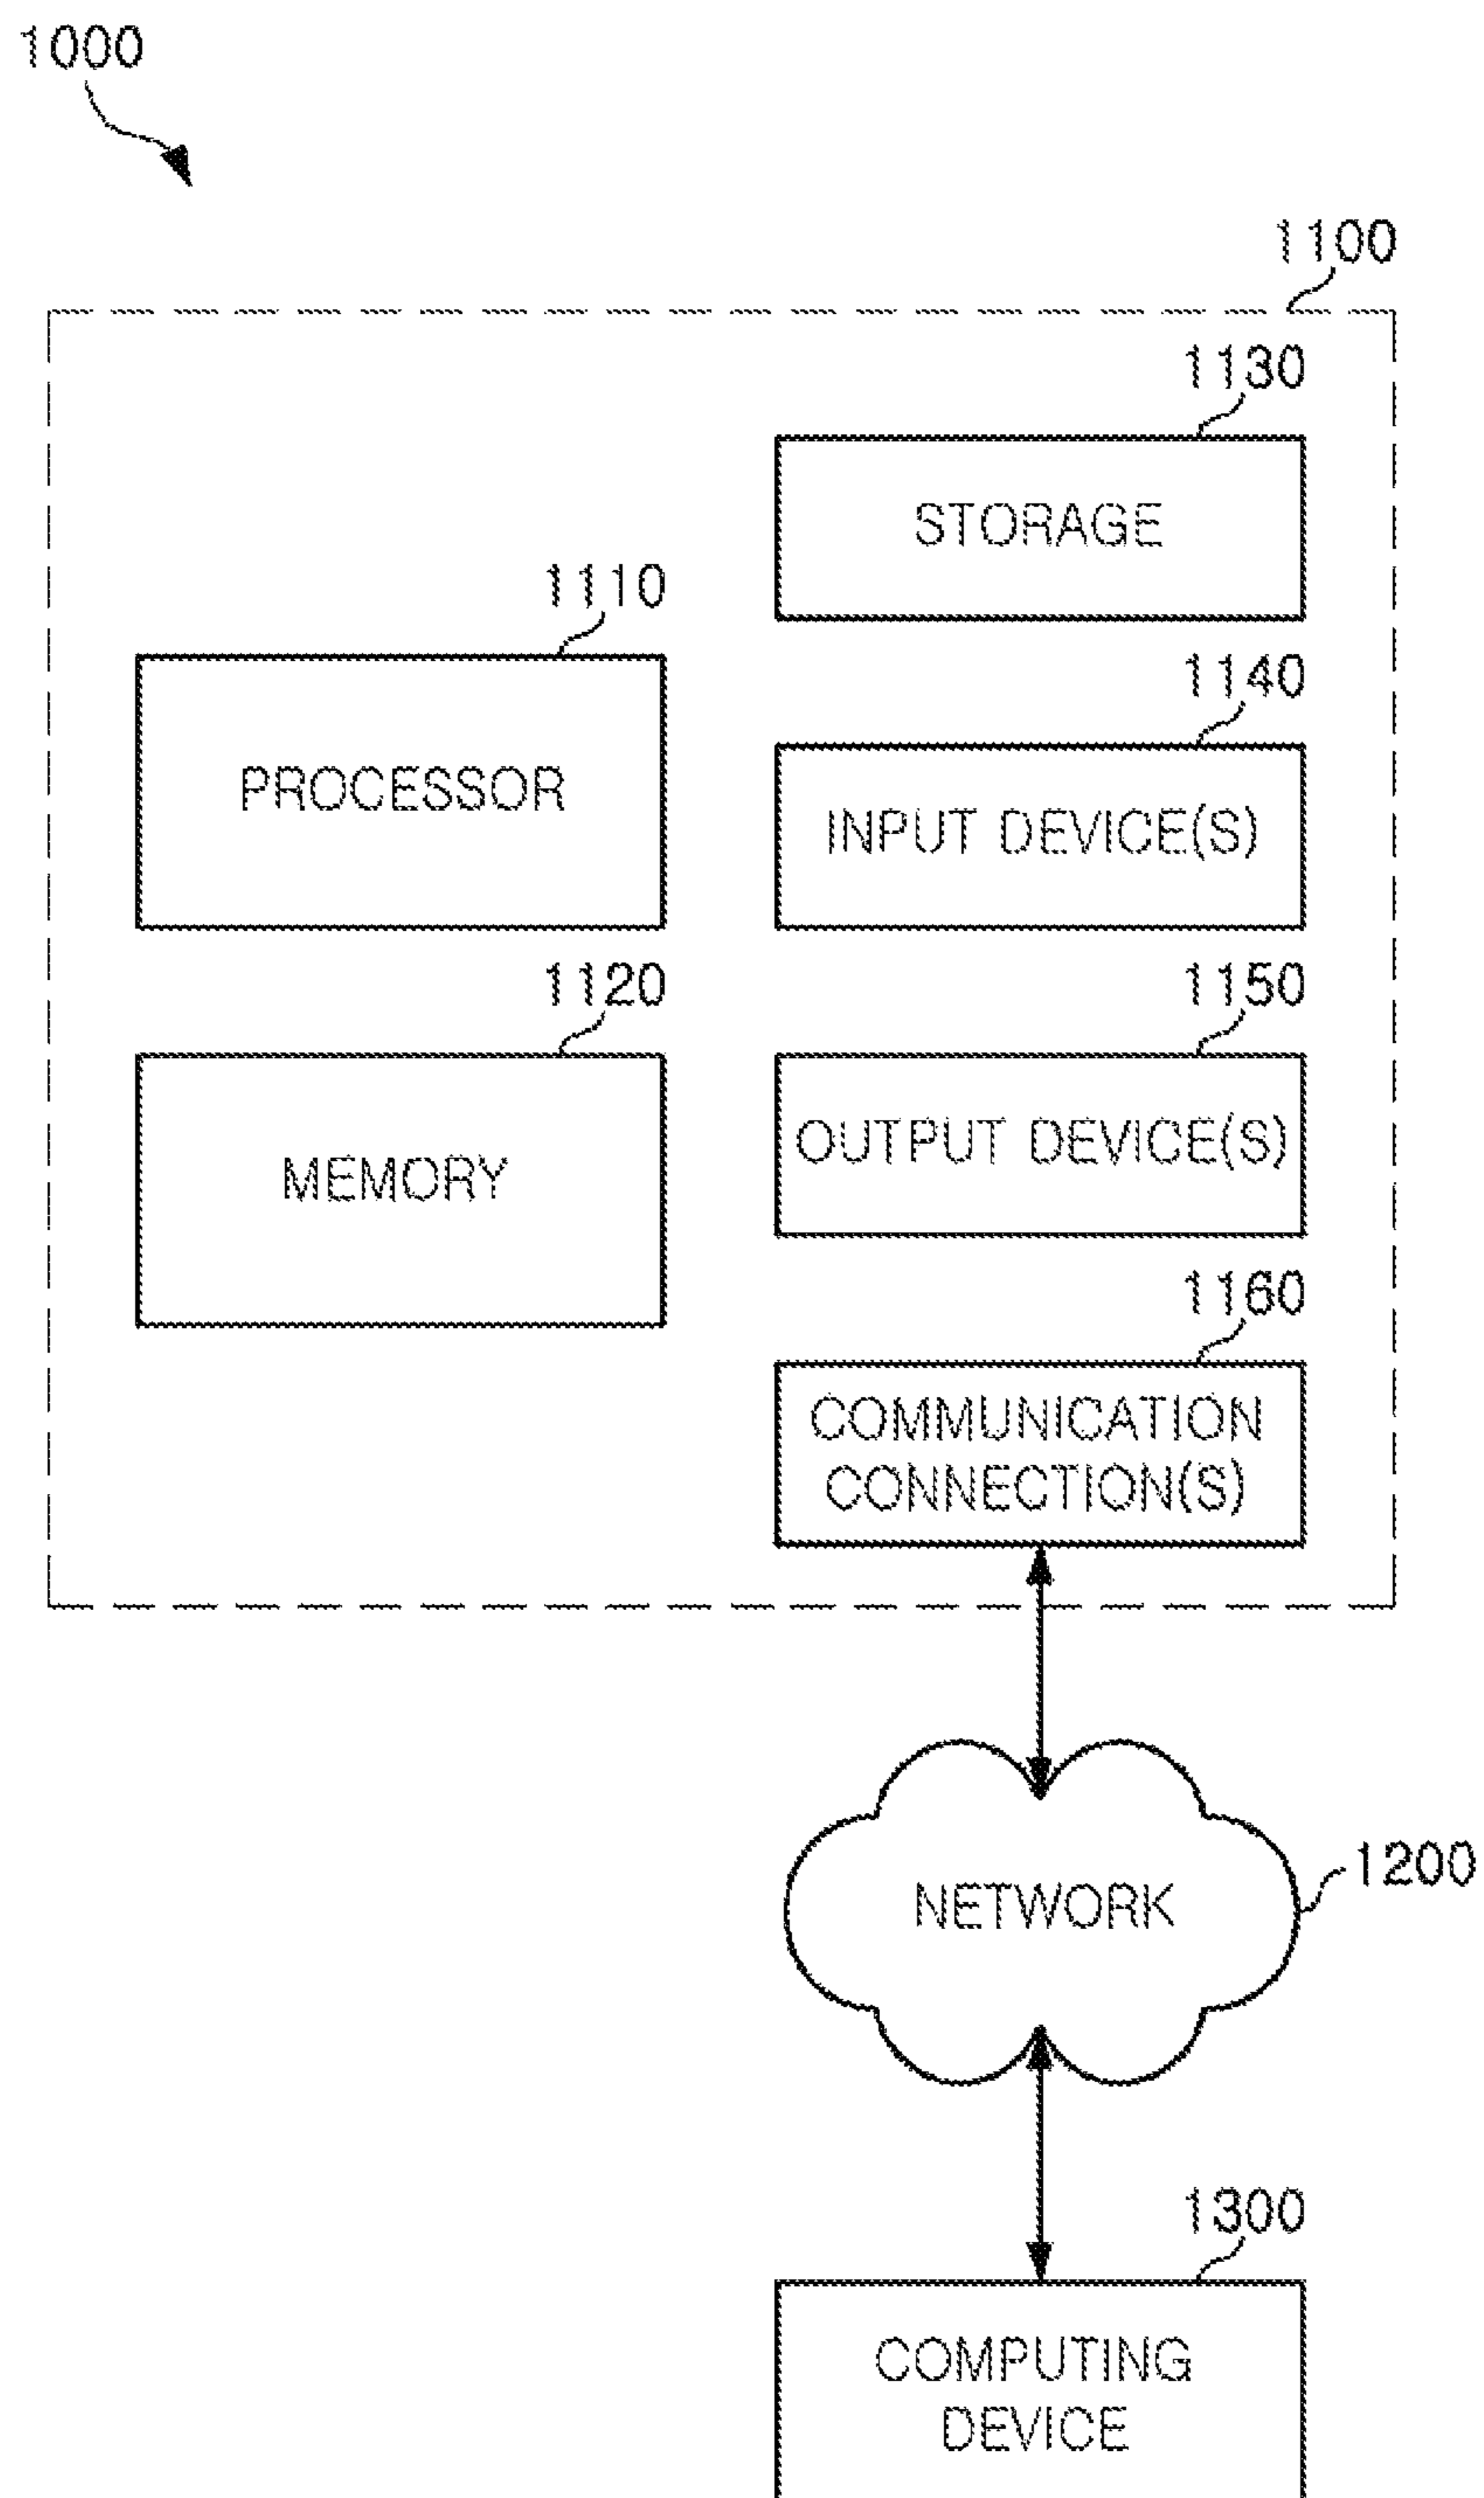 1000
1100
1130
STORAGE
1110
PROCESSOR
1140
INPUT DEVICE(S)
1120
MEMORY
1150
OUTPUT DEVICE(S)
1160
COMMUNICATION
CONNECTION(S)
NETWORK
1200
1300
COMPUTING
DEVICE